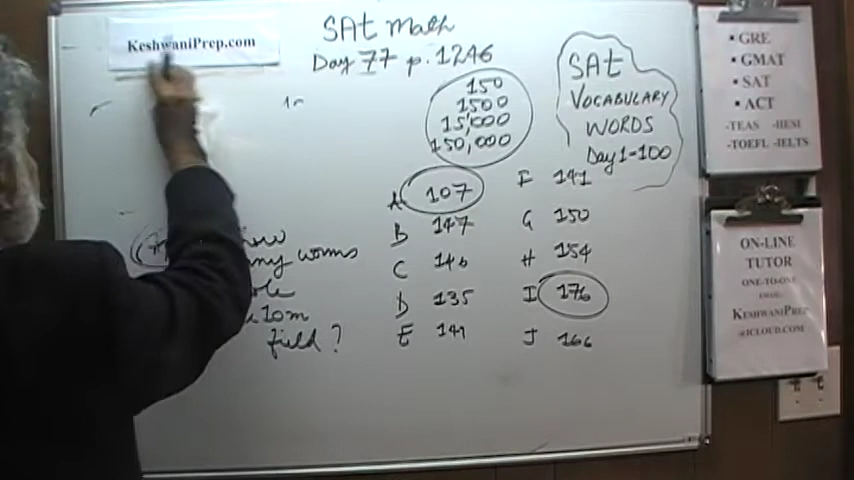 KeshwaniPrep.com
SAt Math
Day 77 p. 1246
150
1500
15,000
150,000
SAt
VOCABULARY
WORDS
Day 1-100
• GRE
• GMAT
• SAT
• ACT
-TEAS -HESI
-TOEFL -IELTS
A 107
B 147
C 146
D 135
E 141
F 141
G 150
H 154
I 176
J 166
worms
10m
field?
ON-LINE
TUTOR
ONE-TO-ONE
EMAIL:
KESHWANIPREP
@ICLOUD.COM